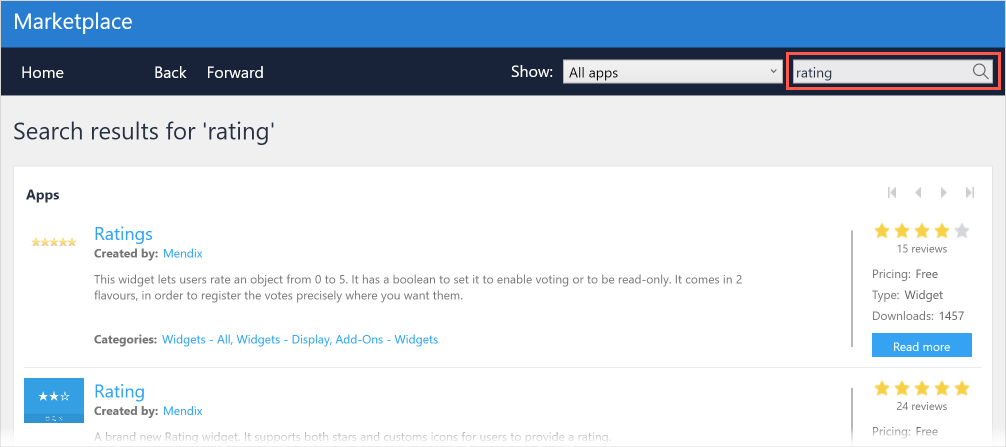 Marketplace
Home Back Forward Show: All apps rating
Search results for 'rating'
Apps
Ratings
Created by: Mendix
15 reviews
This widget lets users rate an object from 0 to 5. It has a boolean to set it to enable voting or to be read-only. It comes in 2
flavours, in order to register the votes precisely where you want them.
Pricing: Free
Type: Widget
Downloads: 1457
Categories: Widgets - All, Widgets - Display, Add-Ons - Widgets
Read more
Rating
Created by: Mendix
24 reviews
A brand new Rating widget. It supports both stars and customs icons for users to provide a rating.
Pricing: Free